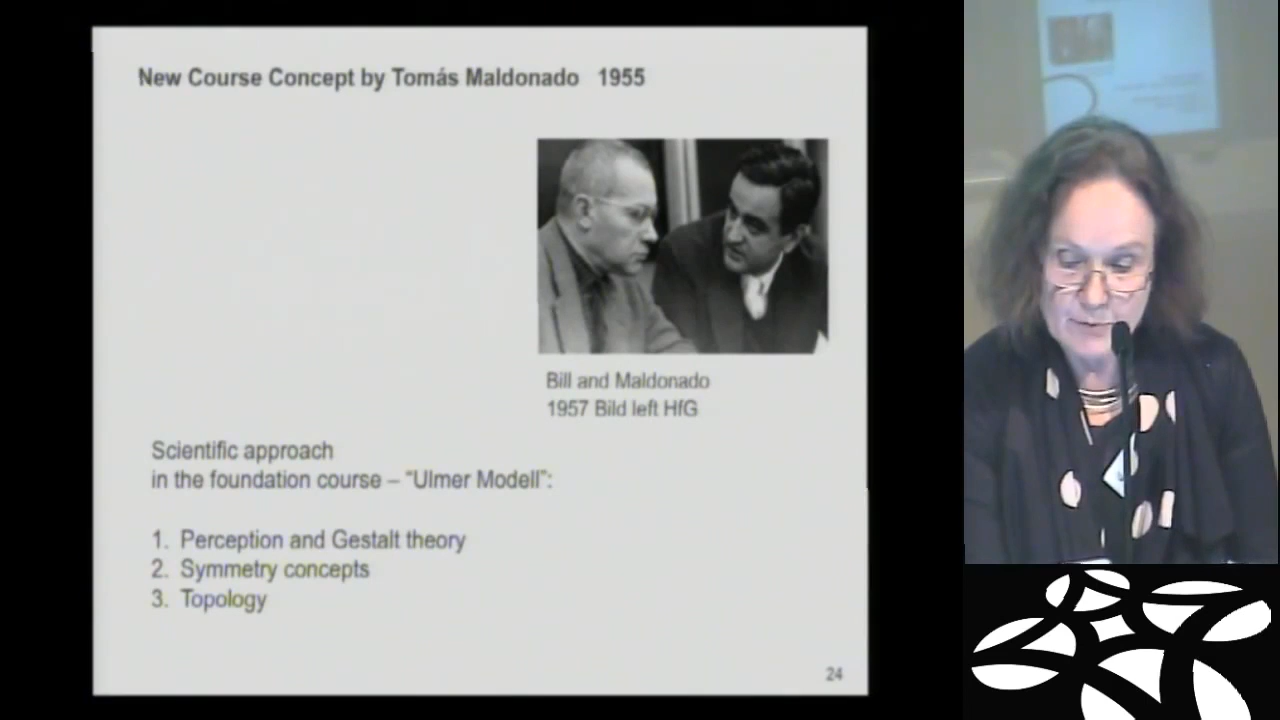 New Course Concept by Tomás Maldonado 1955
Bill and Maldonado
1957 Bild left HfG
Scientific approach
in the foundation course – "Ulmer Modell":
1. Perception and Gestalt theory
2. Symmetry concepts
3. Topology
24